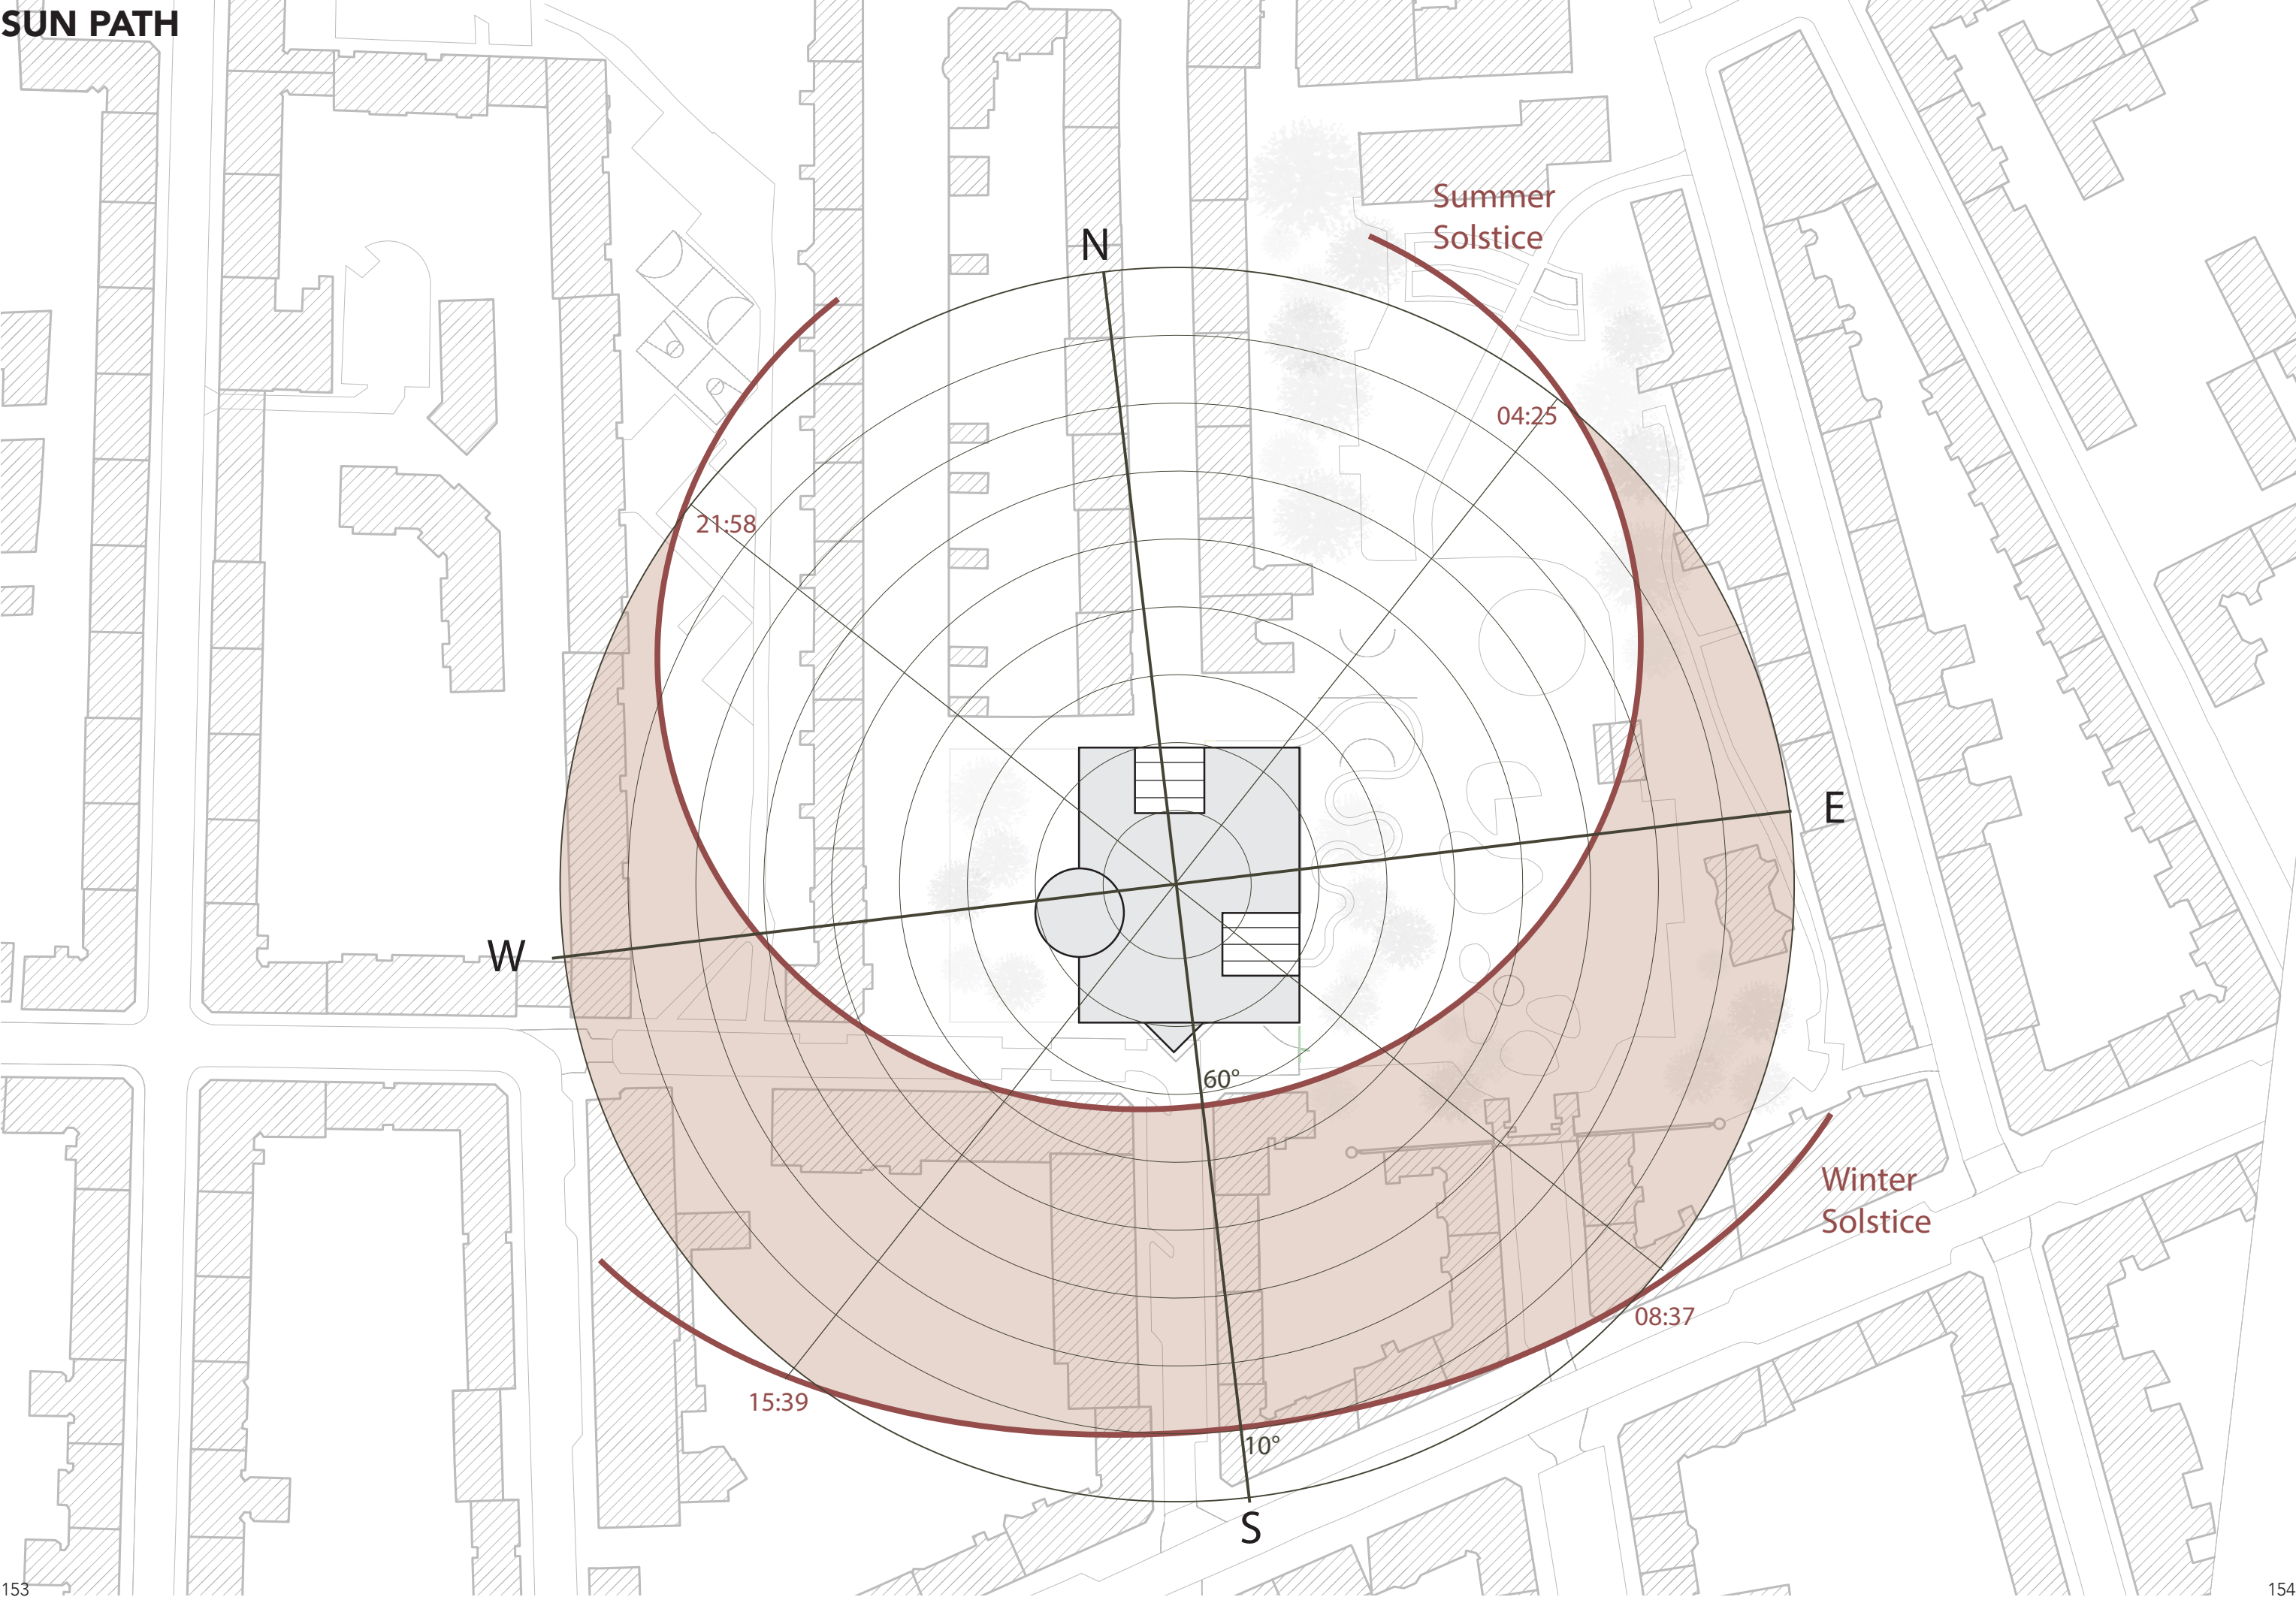 SUN PATH
Summer
Solstice
N
04:25
21:58
E
W
60°
Winter
Solstice
08:37
15:39
10°
S
153
154